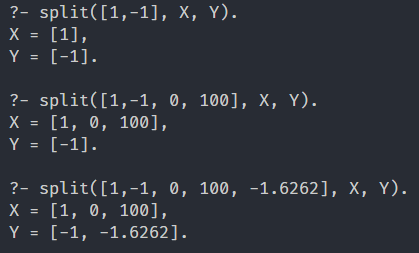 ?- split([1,-1], X, Y).
X = [1],
Y = [-1].
?- split([1,-1, 0, 100], X, Y).
X = [1, 0, 100],
Y = [-1].
?- split([1,-1, 0, 100, -1.6262], X, Y).
X = [1, 0, 100],
Y = [-1, -1.6262].